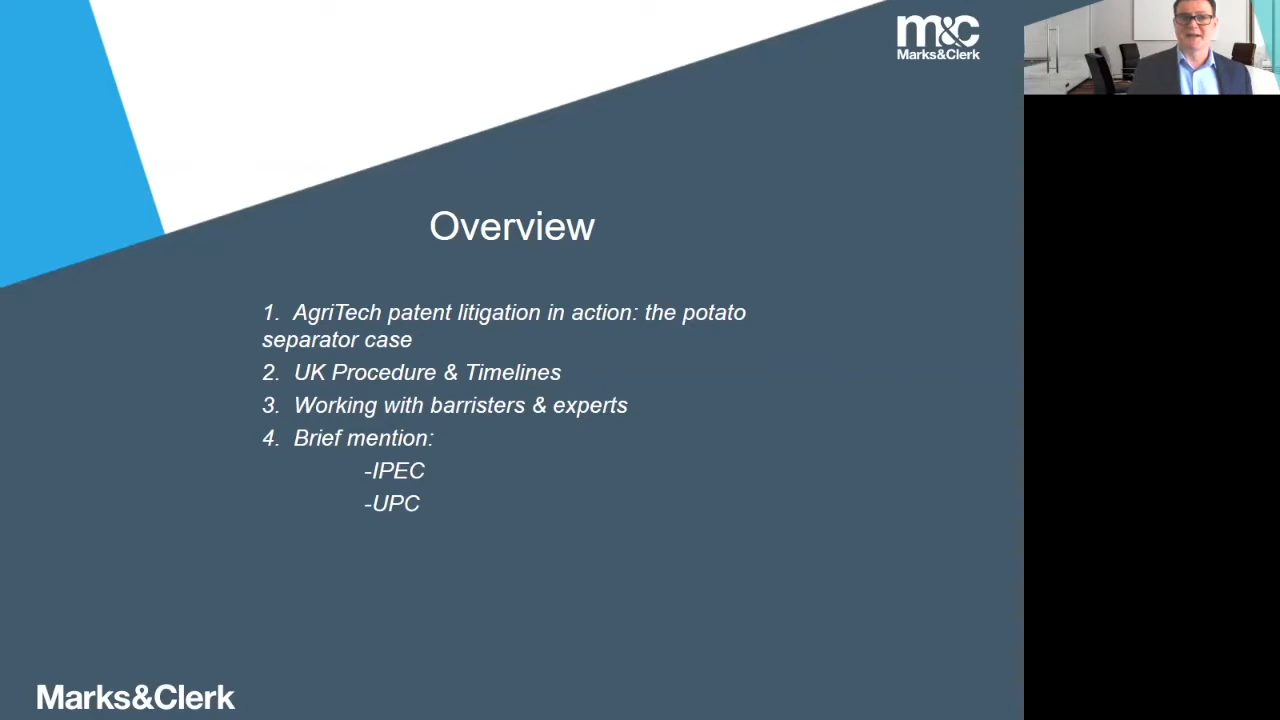 m&c
Marks&Clerk
Overview
1. AgriTech patent litigation in action: the potato
separator case
2. UK Procedure & Timelines
3. Working with barristers & experts
4. Brief mention:
-IPEC
-UPC
Marks&Clerk